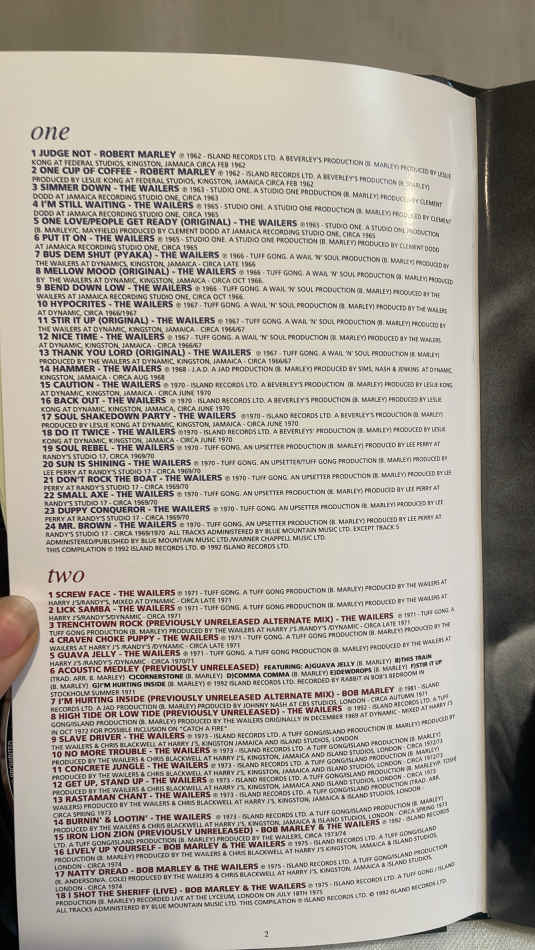 one
1 JUDGE NOT - ROBERT MARLEY ℗ 1962 - ISLAND RECORDS LTD. A BEVERLEY'S PRODUCTION (B. MARLEY) PRODUCED BY LESLIE
KONG AT FEDERAL STUDIOS, KINGSTON, JAMAICA CIRCA FEB 1962
2 ONE CUP OF COFFEE - ROBERT MARLEY ℗ 1962 - ISLAND RECORDS LTD. A BEVERLEY'S PRODUCTION (B. MARLEY)
PRODUCED BY LESLIE KONG AT FEDERAL STUDIOS, KINGSTON, JAMAICA CIRCA FEB 1962
3 SIMMER DOWN - THE WAILERS ℗ 1963 - STUDIO ONE. A STUDIO ONE PRODUCTION (B. MARLEY) PRODUCED BY CLEMENT
DODD AT JAMAICA RECORDING STUDIO ONE, CIRCA 1963
4 I'M STILL WAITING - THE WAILERS ℗ 1965 - STUDIO ONE. A STUDIO ONE PRODUCTION (B. MARLEY) PRODUCED BY CLEMENT
DODD AT JAMAICA RECORDING STUDIO ONE, CIRCA 1965
5 ONE LOVE/PEOPLE GET READY (ORIGINAL) - THE WAILERS ℗1965 - STUDIO ONE. A STUDIO ONE PRODUCTION
(B. MARLEY/C. MAYFIELD) PRODUCED BY CLEMENT DODD AT JAMAICA RECORDING STUDIO ONE, CIRCA 1965
6 PUT IT ON - THE WAILERS ℗ 1965 - STUDIO ONE. A STUDIO ONE PRODUCTION (B. MARLEY) PRODUCED BY CLEMENT DODD
AT JAMAICA RECORDING STUDIO ONE, CIRCA 1965
7 BUS DEM SHUT (PYAKA) - THE WAILERS ℗ 1966 - TUFF GONG. A WAIL 'N' SOUL PRODUCTION (B. MARLEY) PRODUCED BY
THE WAILERS AT DYNAMICS, KINGSTON, JAMAICA - CIRCA LATE 1966
8 MELLOW MOOD (ORIGINAL) - THE WAILERS ℗ 1966 - TUFF GONG. A WAIL 'N' SOUL PRODUCTION (B. MARLEY) PRODUCED
BY THE WAILERS AT DYNAMIC, KINGSTON, JAMAICA - CIRCA OCT 1966.
9 BEND DOWN LOW - THE WAILERS ℗ 1966 - TUFF GONG. A WAIL 'N' SOUL PRODUCTION (B. MARLEY) PRODUCED BY THE
WAILERS AT JAMAICA RECORDING STUDIO ONE, CIRCA OCT 1966.
10 HYPOCRITES - THE WAILERS ℗ 1967 - TUFF GONG. A WAIL 'N' SOUL PRODUCTION (B. MARLEY) PRODUCED BY THE WAILERS
AT DYNAMIC, CIRCA 1966/1967
11 STIR IT UP (ORIGINAL) - THE WAILERS ℗ 1967 - TUFF GONG. A WAIL 'N' SOUL PRODUCTION (B. MARLEY) PRODUCED BY
THE WAILERS AT DYNAMIC, KINGSTON, JAMAICA - CIRCA 1966/67
12 NICE TIME - THE WAILERS ℗ 1967 - TUFF GONG. A WAIL 'N' SOUL PRODUCTION (B. MARLEY) PRODUCED BY THE WAILERS
AT DYNAMIC, KINGSTON, JAMAICA - CIRCA 1966/67
13 THANK YOU LORD (ORIGINAL) - THE WAILERS ℗ 1967 - TUFF GONG. A WAIL 'N' SOUL PRODUCTION (B. MARLEY)
PRODUCED BY THE WAILERS AT DYNAMIC, KINGSTON, JAMAICA - CIRCA 1966/67
14 HAMMER - THE WAILERS ℗ 1968 - J.A.D. A JAD PRODUCTION (B. MARLEY) PRODUCED BY SIMS, NASH & JENKINS AT DYNAMIC,
KINGSTON, JAMAICA - CIRCA AUG 1968
15 CAUTION - THE WAILERS ℗ 1970 - ISLAND RECORDS LTD. A BEVERLEY'S PRODUCTION (B. MARLEY) PRODUCED BY LESLIE KONG
AT DYNAMIC, KINGSTON, JAMAICA - CIRCA JUNE 1970
16 BACK OUT - THE WAILERS ℗ 1970 - ISLAND RECORDS LTD. A BEVERLEY'S PRODUCTION (B. MARLEY) PRODUCED BY LESLIE
KONG AT DYNAMIC, KINGSTON, JAMAICA - CIRCA JUNE 1970
17 SOUL SHAKEDOWN PARTY - THE WAILERS ℗1970 - ISLAND RECORDS LTD. A BEVERLEY'S PRODUCTION (B. MARLEY)
PRODUCED BY LESLIE KONG AT DYNAMIC, KINGSTON, JAMAICA - CIRCA JUNE 1970
18 DO IT TWICE - THE WAILERS ℗1970 - ISLAND RECORDS LTD. A BEVERLEYS' PRODUCTION (B. MARLEY) PRODUCED BY LESLIE
KONG AT DYNAMIC, KINGSTON, JAMAICA - CIRCA JUNE 1970
19 SOUL REBEL - THE WAILERS ℗ 1970 - TUFF GONG. AN UPSETTER PRODUCTION (B. MARLEY) PRODUCED BY LEE PERRY AT
RANDY'S STUDIO 17, CIRCA 1969/70
20 SUN IS SHINING - THE WAILERS ℗ 1970 - TUFF GONG. AN UPSETTER/TUFF GONG PRODUCTION (B. MARLEY) PRODUCED BY
LEE PERRY AT RANDY'S STUDIO 17 - CIRCA 1969/70
21 DON'T ROCK THE BOAT - THE WAILERS ℗ 1970 - TUFF GONG. AN UPSETTER PRODUCTION (B. MARLEY) PRODUCED BY LEE
PERRY AT RANDY'S STUDIO 17 - CIRCA 1969/70
22 SMALL AXE - THE WAILERS ℗ 1970 - TUFF GONG. AN UPSETTER PRODUCTION (B. MARLEY) PRODUCED BY LEE PERRY AT
RANDY'S STUDIO 17 - CIRCA 1969/70
23 DUPPY CONQUEROR - THE WAILERS ℗ 1970 - TUFF GONG. AN UPSETTER PRODUCTION (B. MARLEY) PRODUCED BY LEE
PERRY AT RANDY'S STUDIO 17 - CIRCA 1969/70
24 MR. BROWN - THE WAILERS ℗ 1970 - TUFF GONG. AN UPSETTER PRODUCTION (B. MARLEY) PRODUCED BY LEE PERRY AT
RANDY'S STUDIO 17 - CIRCA 1969/1970 ALL TRACKS ADMINISTERED BY BLUE MOUNTAIN MUSIC LTD. EXCEPT TRACK 5
ADMINISTERED/PUBLISHED BY BLUE MOUNTAIN MUSIC LTD./WARNER CHAPPELL MUSIC LTD.
THIS COMPILATION ℗ 1992 ISLAND RECORDS LTD. © 1992 ISLAND RECORDS LTD.
two
1 SCREW FACE - THE WAILERS ℗ 1971 - TUFF GONG. A TUFF GONG PRODUCTION (B. MARLEY) PRODUCED BY THE WAILERS AT
HARRY J'S/RANDY'S, MIXED AT DYNAMIC - CIRCA LATE 1971
2 LICK SAMBA - THE WAILERS ℗ 1971 - TUFF GONG. A TUFF GONG PRODUCTION (B. MARLEY) PRODUCED BY THE WAILERS AT
HARRY J'S/RANDYS/DYNAMIC - CIRCA 1971
3 TRENCHTOWN ROCK (PREVIOUSLY UNRELEASED ALTERNATE MIX) - THE WAILERS ℗ 1971 - TUFF GONG. A
TUFF GONG PRODUCTION (B. MARLEY) PRODUCED BY THE WAILERS AT HARRY J'S /RANDY'S /DYNAMIC - CIRCA LATE 1971
4 CRAVEN CHOKE PUPPY - THE WAILERS ℗ 1971 - TUFF GONG. A TUFF GONG PRODUCTION (B. MARLEY) PRODUCED BY THE
WAILERS AT HARRY J'S /RANDY'S /DYNAMIC - CIRCA LATE 1971
5 GUAVA JELLY - THE WAILERS ℗ 1971 - TUFF GONG. A TUFF GONG PRODUCTION (B. MARLEY) PRODUCED BY THE WAILERS AT
HARRY J'S /RANDY'S /DYNAMIC - CIRCA 1970/71
6 ACOUSTIC MEDLEY (PREVIOUSLY UNRELEASED) FEATURING: A)GUAVA JELLY (B. MARLEY) B)THIS TRAIN
(TRAD. ARR. B. MARLEY) C)CORNERSTONE (B. MARLEY) D)COMMA COMMA (B. MARLEY) E)DEWDROPS (B. MARLEY) F)STIR IT UP
(B. MARLEY) G)I'M HURTING INSIDE (B. MARLEY) ℗ 1992 ISLAND RECORDS LTD. RECORDED BY RABBIT IN BOB'S BEDROOM IN
STOCKHOLM SUMMER 1971
7 I'M HURTING INSIDE (PREVIOUSLY UNRELEASED ALTERNATE MIX) - BOB MARLEY ℗ 1981 - ISLAND
RECORDS LTD. A JAD PRODUCTION (B. MARLEY) PRODUCED BY JOHNNY NASH AT CBS STUDIOS, LONDON - CIRCA AUTUMN 1971
8 HIGH TIDE OR LOW TIDE (PREVIOUSLY UNRELEASED) - THE WAILERS ℗ 1992 - ISLAND RECORDS LTD. A TUFF
GONG/ISLAND PRODUCTION (B. MARLEY) PRODUCED BY THE WAILERS ORIGINALLY IN DECEMBER 1969 AT DYNAMIC - MIXED AT HARRY J'S
IN OCT 1972 FOR POSSIBLE INCLUSION ON "CATCH A FIRE"
9 SLAVE DRIVER - THE WAILERS ℗ 1973 - ISLAND RECORDS LTD. A TUFF GONG/ISLAND PRODUCTION (B. MARLEY) PRODUCED BY
THE WAILERS & CHRIS BLACKWELL AT HARRY J'S, KINGSTON JAMAICA AND ISLAND STUDIOS, LONDON
10 NO MORE TROUBLE - THE WAILERS ℗ 1973 - ISLAND RECORDS LTD. A TUFF GONG/ISLAND PRODUCTION (B. MARLEY)
PRODUCED BY THE WAILERS & CHRIS BLACKWELL AT HARRY J'S, KINGSTON, JAMAICA AND ISLAND STUDIOS, LONDON - CIRCA 1972/73
11 CONCRETE JUNGLE - THE WAILERS ℗ 1973 - ISLAND RECORDS LTD. A TUFF GONG/ISLAND PRODUCTION (B. MARLEY)
PRODUCED BY THE WAILERS & CHRIS BLACKWELL AT HARRY J'S, KINGSTON, JAMAICA AND ISLAND STUDIOS, LONDON - CIRCA 1972/73
12 GET UP, STAND UP - THE WAILERS ℗ 1973 - ISLAND RECORDS LTD. A TUFF GONG/ISLAND PRODUCTION (B. MARLEY/P. TOSH)
PRODUCED BY THE WAILERS & CHRIS BLACKWELL AT HARRY J'S, KINGSTON, JAMAICA AND ISLAND STUDIOS, LONDON - CIRCA 1973
13 RASTAMAN CHANT - THE WAILERS ℗ 1973 - ISLAND RECORDS LTD. A TUFF GONG/ISLAND PRODUCTION (TRAD. ARR.
WAILERS) PRODUCED BY THE WAILERS & CHRIS BLACKWELL AT HARRY J'S, KINGSTON, JAMAICA & ISLAND STUDIOS, LONDON -
CIRCA SPRING 1973
14 BURNIN' & LOOTIN' - THE WAILERS ℗ 1973 - ISLAND RECORDS LTD. A TUFF GONG/ISLAND PRODUCTION (B. MARLEY)
PRODUCED BY THE WAILERS & CHRIS BLACKWELL AT HARRY J'S, KINGSTON, JAMAICA & ISLAND STUDIOS, LONDON - CIRCA SPRING 1973
15 IRON LION ZION (PREVIOUSLY UNRELEASED) - BOB MARLEY & THE WAILERS ℗ 1992 - ISLAND RECORDS
LTD. A TUFF GONG/ISLAND PRODUCTION (B. MARLEY) PRODUCED BY THE WAILERS, CIRCA 1973/74
16 LIVELY UP YOURSELF - BOB MARLEY & THE WAILERS ℗ 1975 - ISLAND RECORDS LTD. A TUFF GONG/ISLAND
PRODUCTION (B. MARLEY) PRODUCED BY THE WAILERS & CHRIS BLACKWELL AT HARRY J'S KINGSTON, JAMAICA & ISLAND STUDIOS,
LONDON - CIRCA 1974
17 NATTY DREAD - BOB MARLEY & THE WAILERS ℗ 1975 - ISLAND RECORDS LTD. A TUFF GONG/ISLAND PRODUCTION
(R. ANDERSON/A. COLE) PRODUCED BY THE WAILERS & CHRIS BLACKWELL AT HARRY J'S, KINGSTON, JAMAICA & ISLAND STUDIOS,
LONDON - CIRCA 1974
18 I SHOT THE SHERIFF (LIVE) - BOB MARLEY & THE WAILERS ℗ 1975 - ISLAND RECORDS LTD. A TUFF GONG / ISLAND
PRODUCTION (B. MARLEY) RECORDED LIVE AT THE LYCEUM, LONDON ON JULY 18TH 1975
ALL TRACKS ADMINISTERED BY BLUE MOUNTAIN MUSIC LTD. THIS COMPILATION ℗ ISLAND RECORDS LTD. © 1992 ISLAND RECORDS LTD.
2